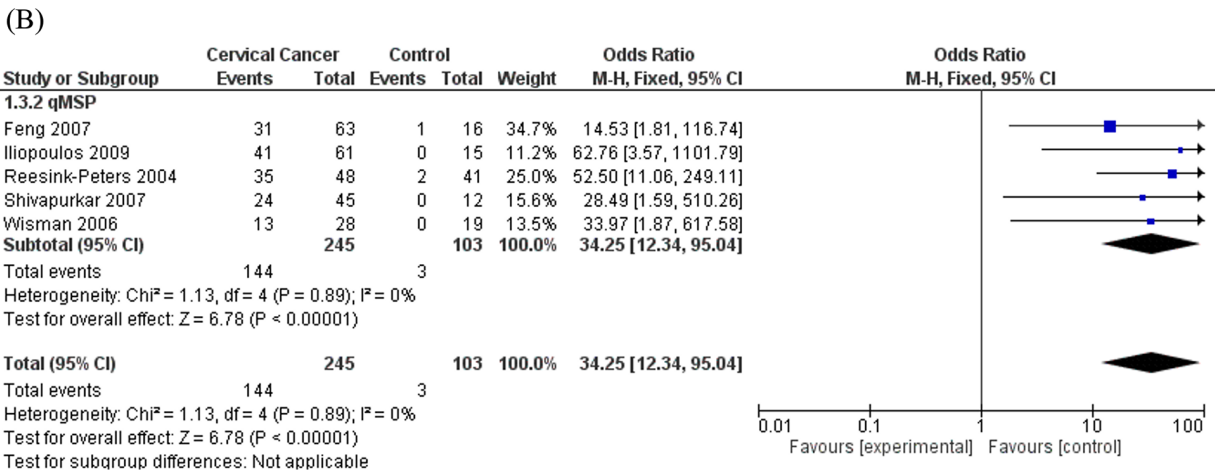 (B)
Cervical Cancer Control Odds Ratio Odds Ratio
Study or Subgroup Events Total Events Total Weight M-H, Fixed, 95% CI M-H, Fixed, 95% CI
1.3.2 qMSP
Feng 2007 31 63 1 16 34.7% 14.53 [1.81, 116.74]
Iliopoulos 2009 41 61 0 15 11.2% 62.76 [3.57, 1101.79]
Reesink-Peters 2004 35 48 2 41 25.0% 52.50 [11.06, 249.11]
Shivapurkar 2007 24 45 0 12 15.6% 28.49 [1.59, 510.26]
Wisman 2006 13 28 0 19 13.5% 33.97 [1.87, 617.58]
Subtotal (95% CI) 245 103 100.0% 34.25 [12.34, 95.04]
Total events 144 3
Heterogeneity: Chi² = 1.13, df = 4 (P = 0.89); I² = 0%
Test for overall effect: Z = 6.78 (P < 0.00001)
Total (95% CI) 245 103 100.0% 34.25 [12.34, 95.04]
Total events 144 3
Heterogeneity: Chi² = 1.13, df = 4 (P = 0.89); I² = 0%
Test for overall effect: Z = 6.78 (P < 0.00001)
Test for subgroup differences: Not applicable
0.01 0.1 1 10 100
Favours [experimental] Favours [control]